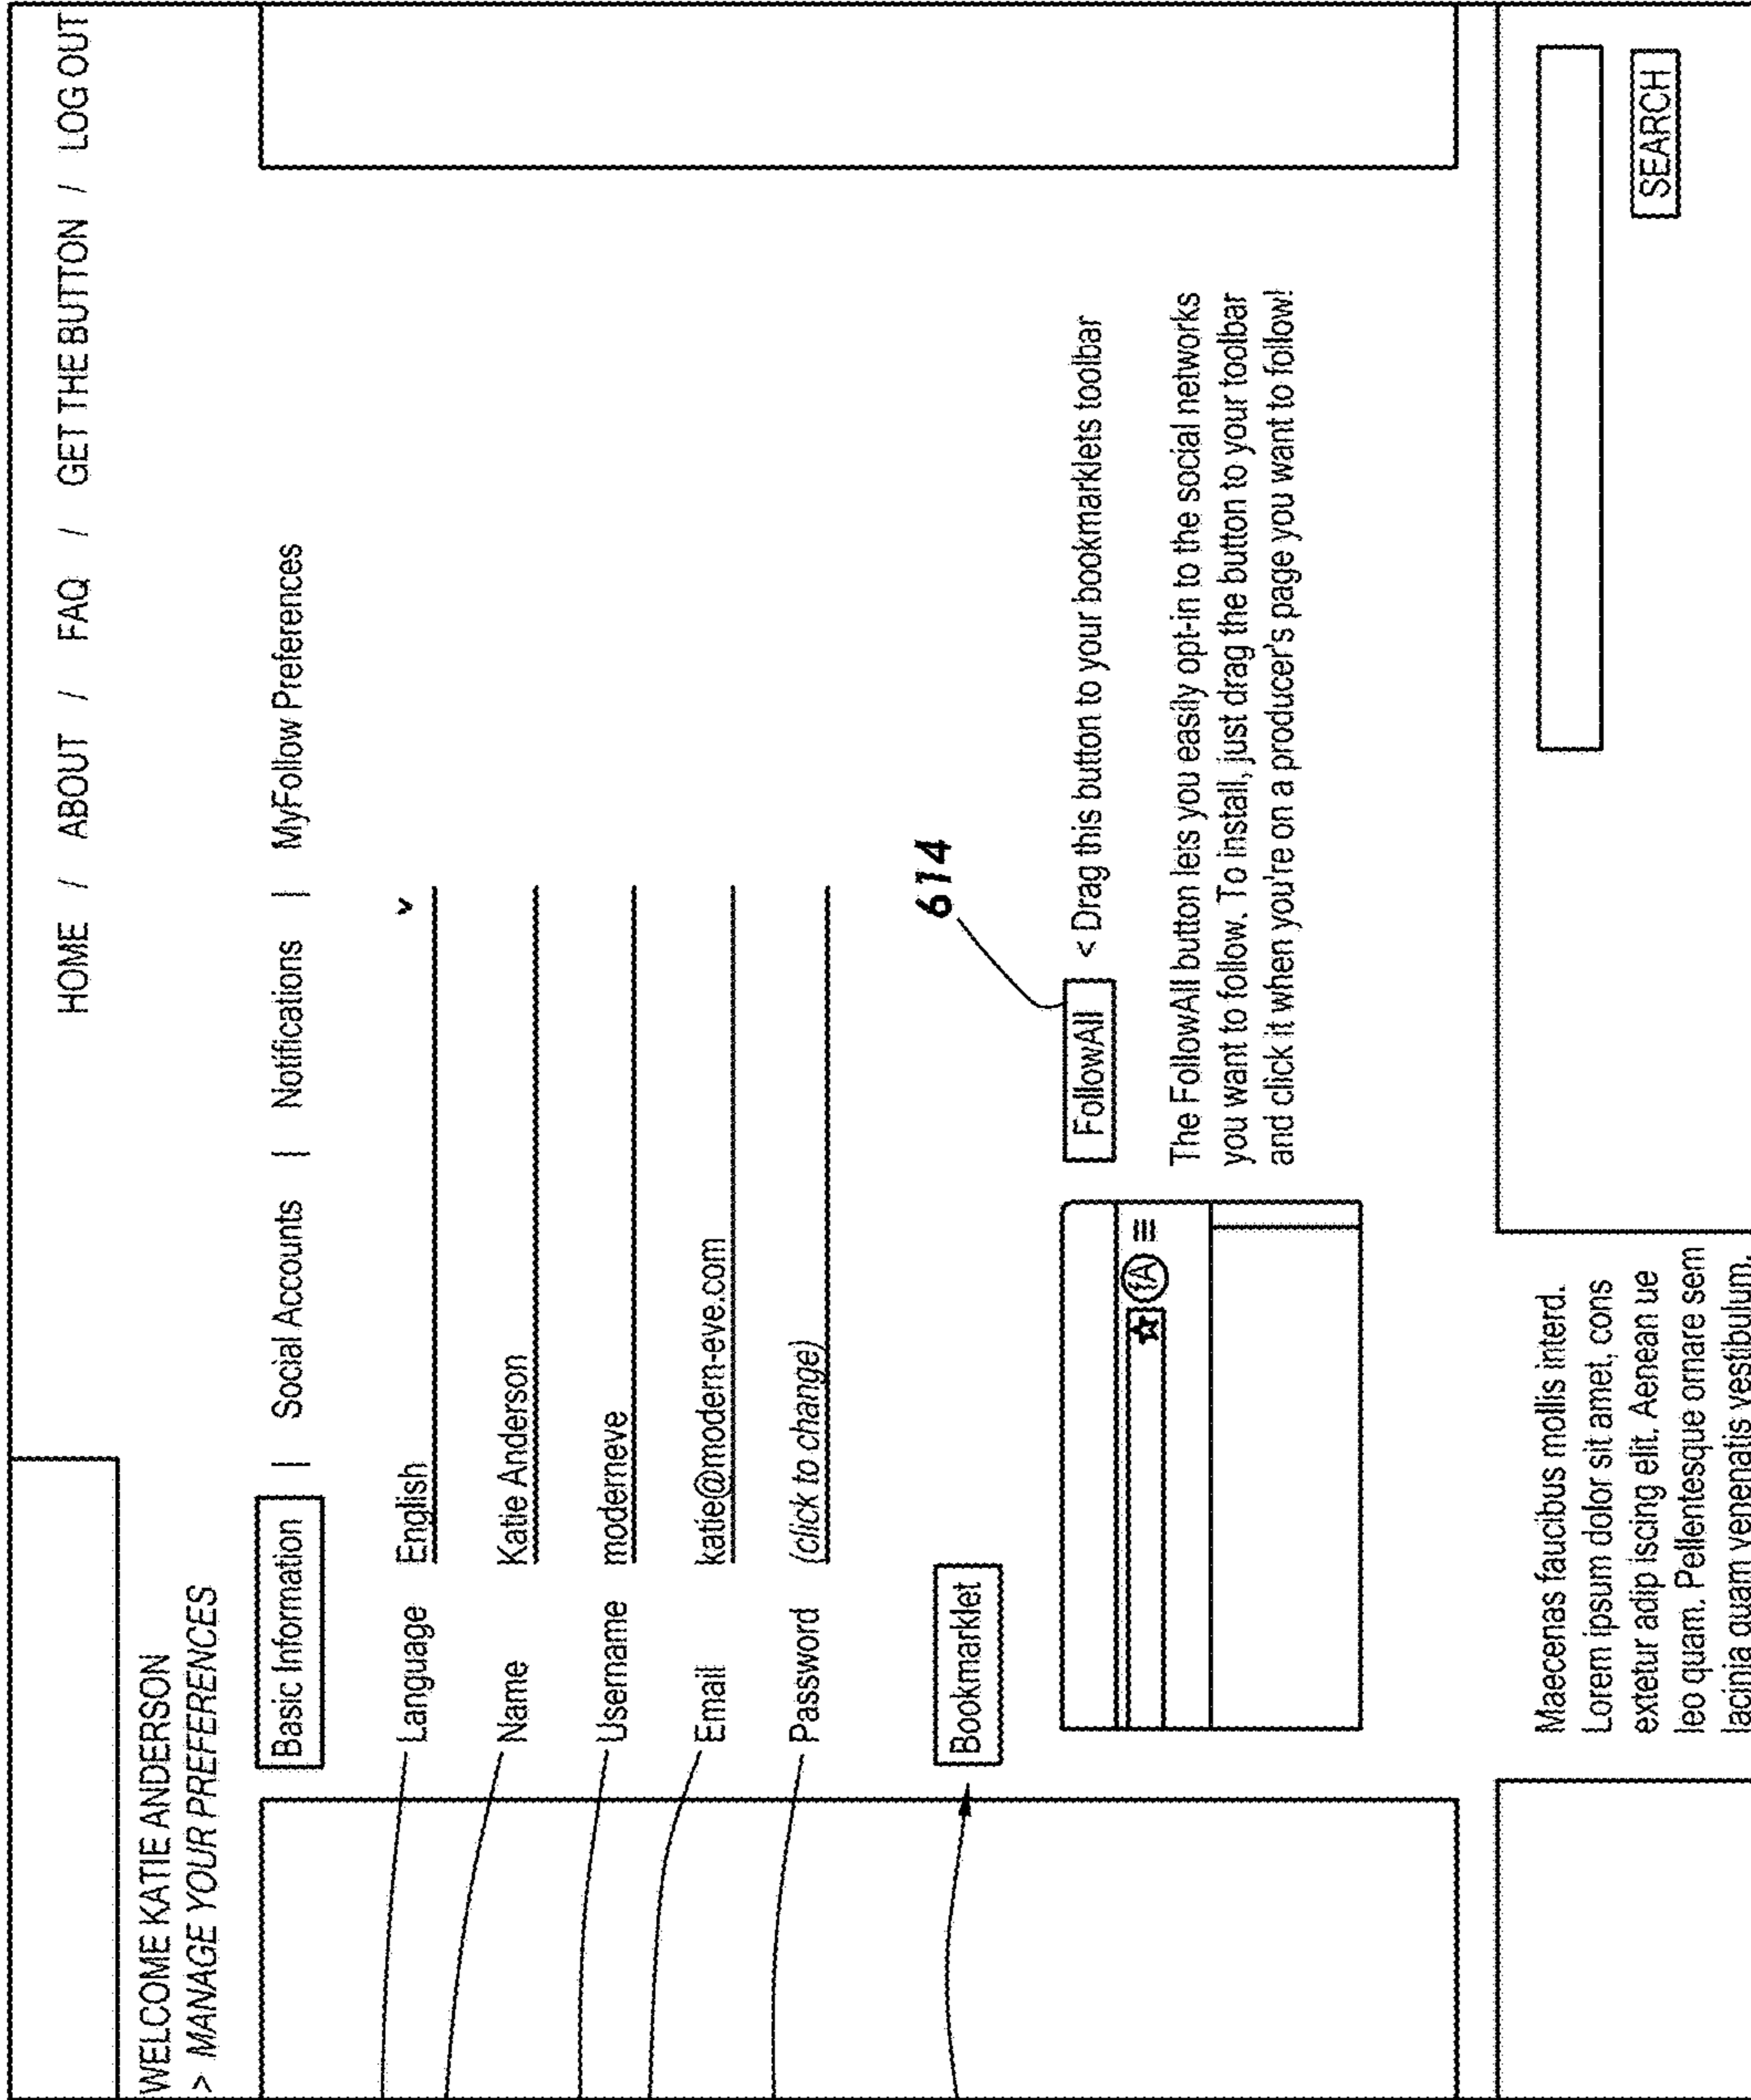 HOME / ABOUT / FAQ / GET THE BUTTON / LOG OUT
WELCOME KATIE ANDERSON
> MANAGE YOUR PREFERENCES
Basic Information | Social Accounts | Notifications | MyFollow Preferences
Language English
Name Katie Anderson
Username moderneve
Email katie@modern-eve.com
Password (click to change)
614
Bookmarklet
FollowAll < Drag this button to your bookmarklets toolbar
fA
The FollowAll button lets you easily opt-in to the social networks
you want to follow. To install, just drag the button to your toolbar
and click it when you're on a producer's page you want to follow!
Maecenas faucibus mollis interd.
Lorem ipsum dolor sit amet, cons
extetur adip iscing elit. Aenean ue
leo quam. Pellentesque ornare sem
lacinia quam venenatis vestibulum.
SEARCH